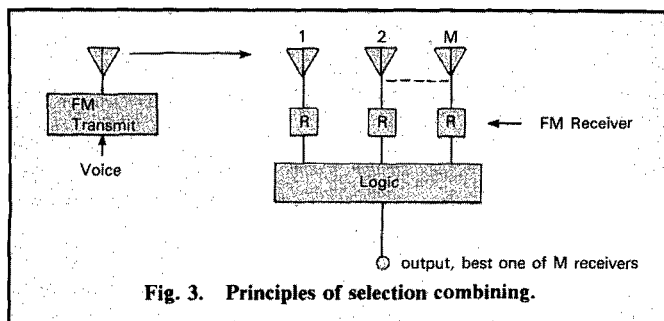 1 2 M
FM
Transmit
Voice
R R R
FM Receiver
Logic
output, best one of M receivers
Fig. 3. Principles of selection combining.